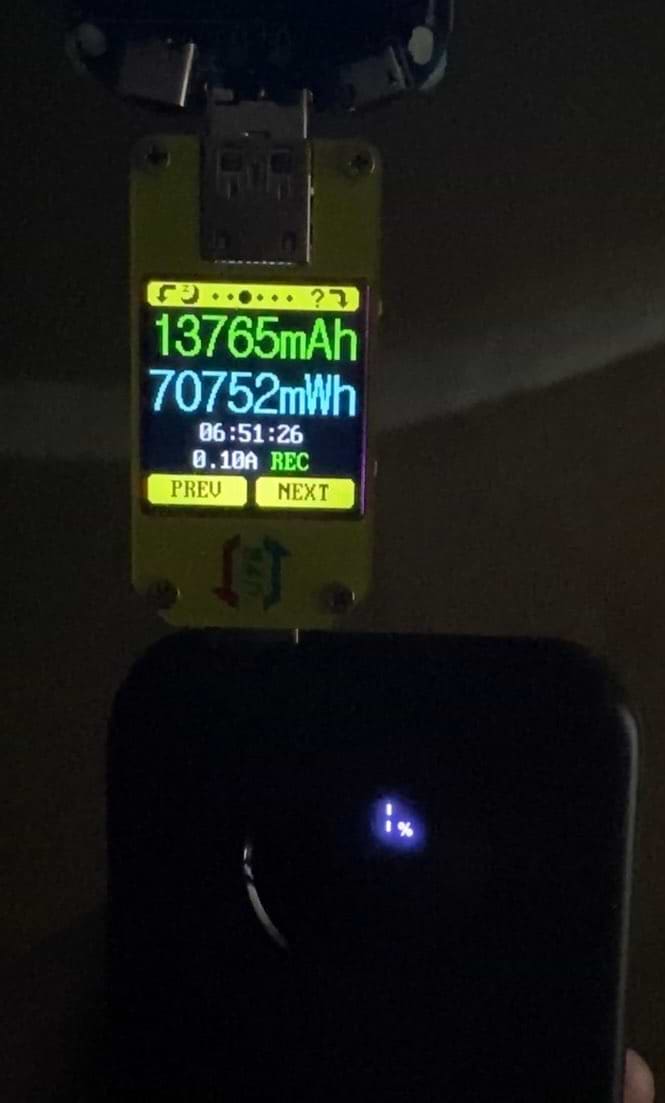 ?
13765mAh
70752mWh
06:51:26
0.10A REC
PREV NEXT
1%